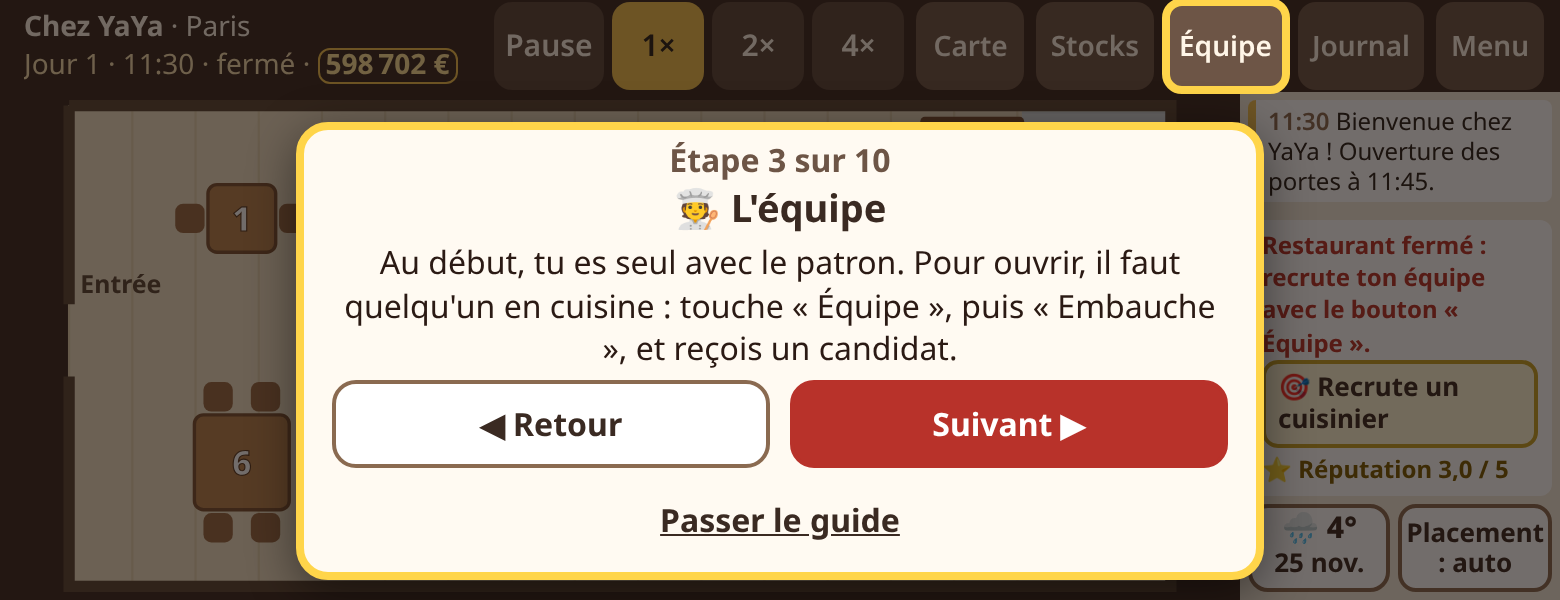 Chez YaYa · Paris
Jour 1 · 11:30 · fermé · 598 702 €
Pause
1×
2×
4×
Carte
Stocks
Équipe
Journal
Menu
Entrée
1
6
Étape 3 sur 10
L'équipe
Au début, tu es seul avec le patron. Pour ouvrir, il faut
quelqu'un en cuisine : touche « Équipe », puis « Embauche
», et reçois un candidat.
◀ Retour
Suivant ▶
Passer le guide
11:30 Bienvenue chez
YaYa ! Ouverture des
portes à 11:45.
Restaurant fermé :
recrute ton équipe
avec le bouton «
Équipe ».
Recrute un
cuisinier
Réputation 3,0 / 5
4°
25 nov.
Placement
: auto